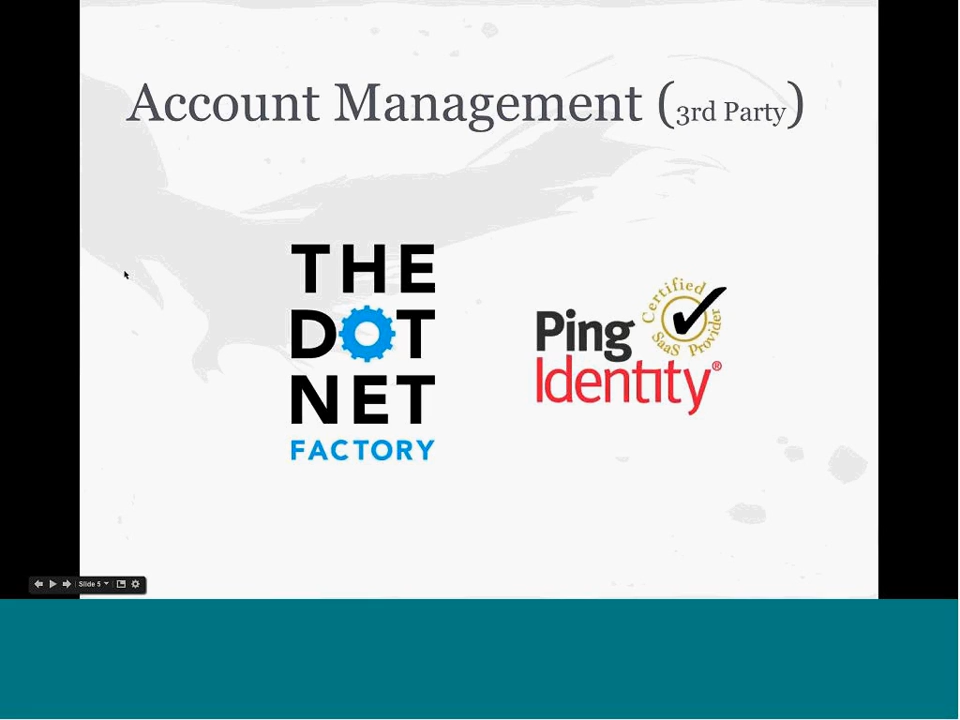 Account Management (3rd Party)
THE
DOT
NET
FACTORY
Ping
Identity®
Certified
SaaS Provider
Slide 5